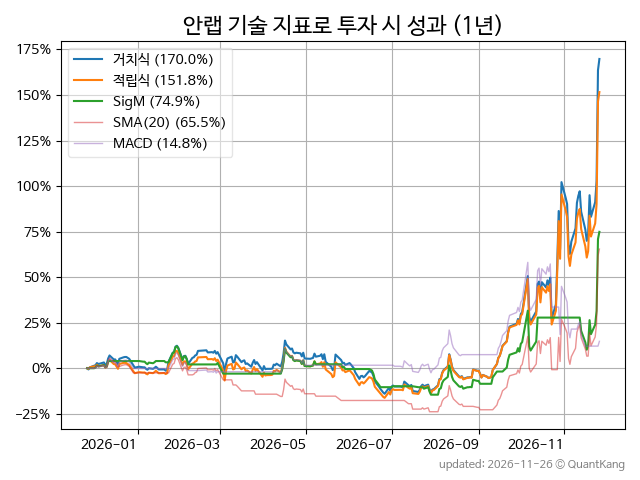 안랩 기술 지표로 투자 시 성과 (1년)
175%
150%
125%
100%
75%
50%
25%
0%
−25%
거치식 (170.0%)
적립식 (151.8%)
SigM (74.9%)
SMA(20) (65.5%)
MACD (14.8%)
2026−01 2026−03 2026−05 2026−07 2026−09 2026−11
updated: 2026-11-26 ⓒ QuantKang